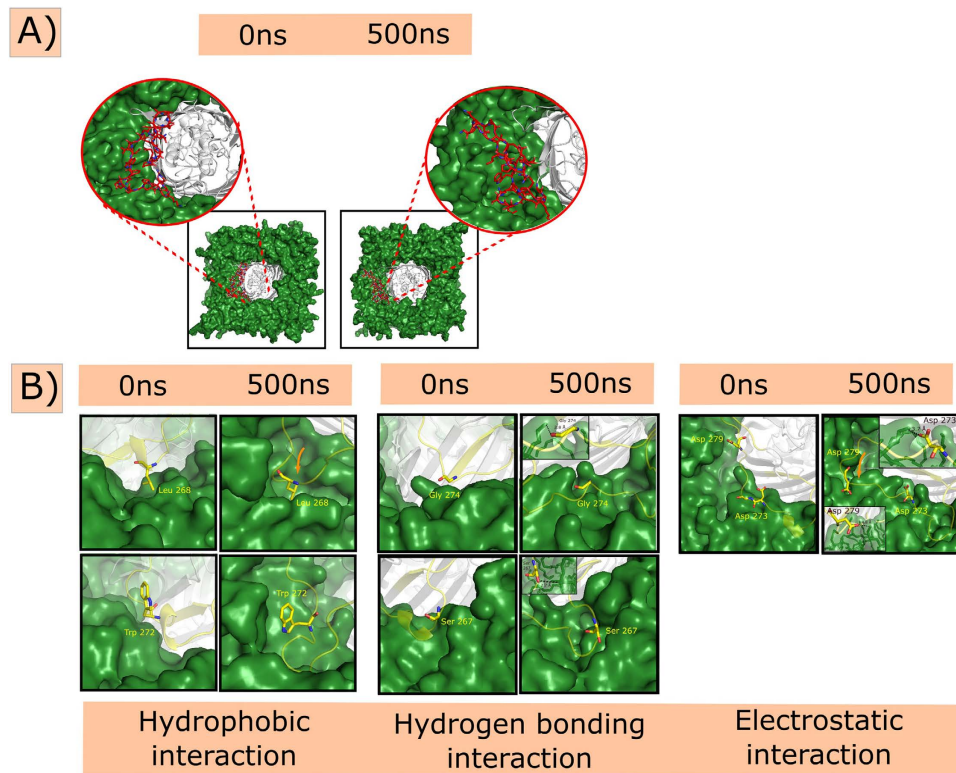 A)
0ns 500ns
B)
0ns 500ns 0ns 500ns 0ns 500ns
Leu 268
Leu 268
Gly 274
Gly 274
Gly 274
Asp 279
Asp 273
Asp 279
Asp 273
Asp 279
Asp 273
Trp 272
Trp 272
Ser 267
Ser 267
Hydrophobic
interaction
Hydrogen bonding
interaction
Electrostatic
interaction